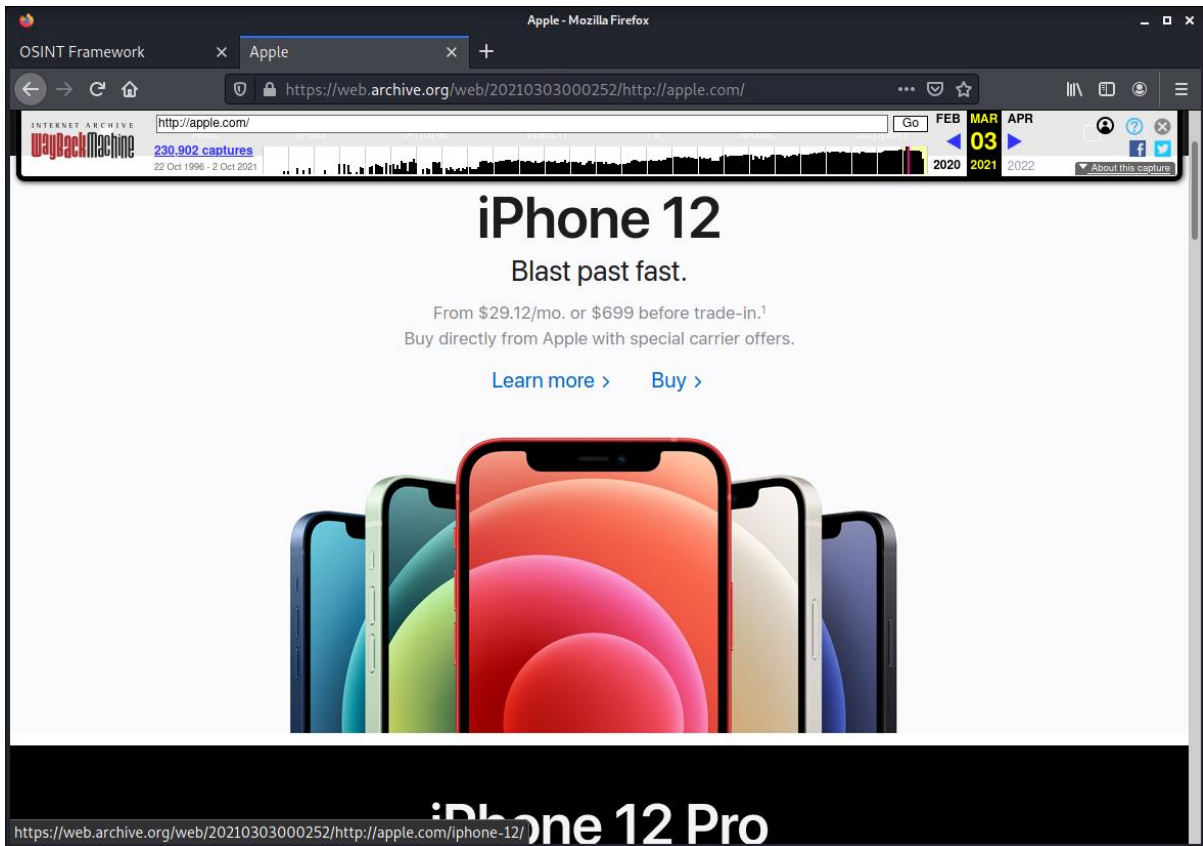 Apple - Mozilla Firefox
OSINT Framework
Apple
https://web.archive.org/web/20210303000252/http://apple.com/
INTERNET ARCHIVE
WayBackMachine
http://apple.com/
Go
FEB MAR APR
230,902 captures
03
22 Oct 1996 - 2 Oct 2021
2020 2021 2022
About this capture
iPhone 12
Blast past fast.
From $29.12/mo. or $699 before trade-in.¹
Buy directly from Apple with special carrier offers.
Learn more > Buy >
iPhone 12 Pro
https://web.archive.org/web/20210303000252/http://apple.com/iphone-12/